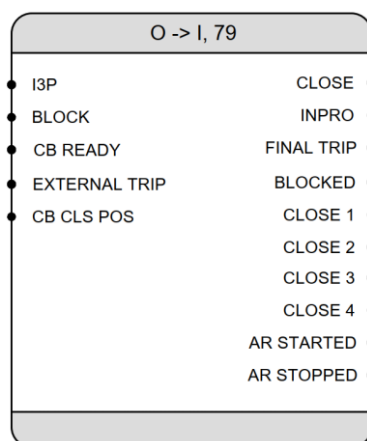 O -> I, 79
I3P CLOSE
BLOCK INPRO
CB READY FINAL TRIP
EXTERNAL TRIP BLOCKED
CB CLS POS CLOSE 1
CLOSE 2
CLOSE 3
CLOSE 4
AR STARTED
AR STOPPED